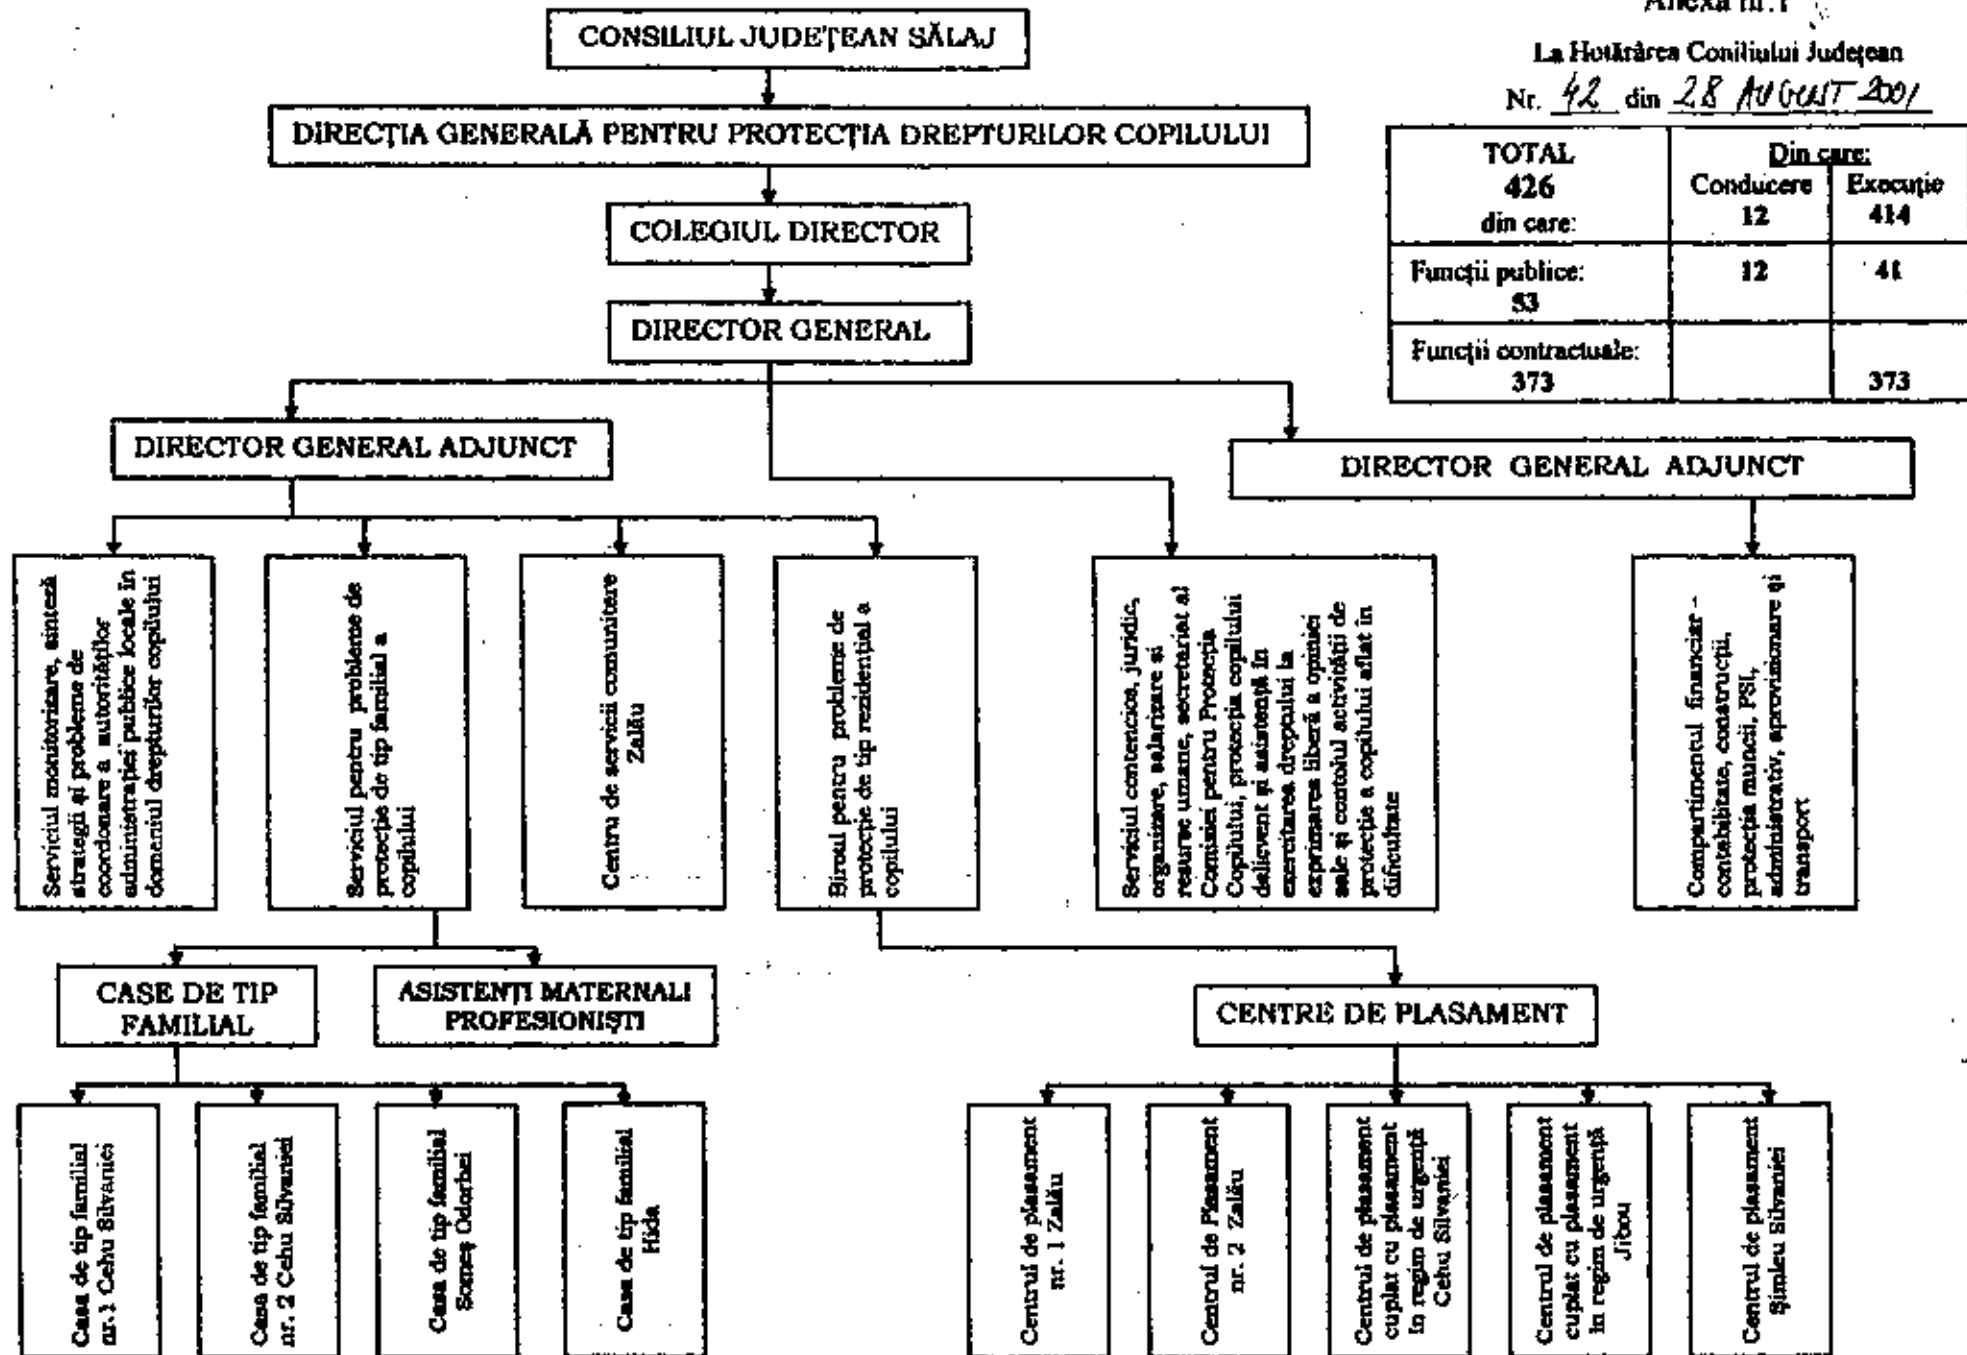 Anexa nr.1
La Hotărârea Coniliului Județean
Nr. 42 din 28 AUGUST 2001
TOTAL
426
din care:
Din care:
Conducere
12
Execuție
414
Funcții publice:
53
12
41
Funcții contractuale:
373
373
CONSILIUL JUDEȚEAN SĂLAJ
DIRECȚIA GENERALĂ PENTRU PROTECȚIA DREPTURILOR COPILULUI
COLEGIUL DIRECTOR
DIRECTOR GENERAL
DIRECTOR GENERAL ADJUNCT
DIRECTOR GENERAL ADJUNCT
Serviciul monitorizare, sinteză
strategii și probleme de
coordonare a autorităților
administrației publice locale în
domeniul drepturilor copilului
Serviciul pentru probleme de
protecție de tip familial a
copilului
Centru de servicii comunitere
Zalău
Biroul pentru probleme de
protecție de tip rezidențial a
copilului
Serviciul contencios, juridic,
organizare, salarizare si
resurse umane, secretariat al
Comisiei pentru Protecția
Copilului, protecția copilului
delicvent și asistență în
exercitarea dreptului la
exprimarea liberă a opiniei
sale și contolul activității de
protecție a copilului aflat în
dificultate
Compartimentul financiar -
contabilitate, construcții,
protecția muncii, PSI,
administrativ, aprovizionare și
transport
CASE DE TIP
FAMILIAL
ASISTENȚI MATERNALI
PROFESIONIȘTI
CENTRE DE PLASAMENT
Casa de tip familial
nr.1 Cehu Silvaniei
Casa de tip familial
nr. 2 Cehu Silvaniei
Casa de tip familial
Someș Odorhei
Casa de tip familial
Hida
Centrul de plasament
nr. 1 Zalău
Centrul de Plasament
nr. 2 Zalău
Centrul de plasament
cuplat cu plasament
în regim de urgență
Cehu Silvaniei
Centrul de plasament
cuplat cu plasament
în regim de urgență
Jibou
Centrul de plasament
Șimleu Silvaniei